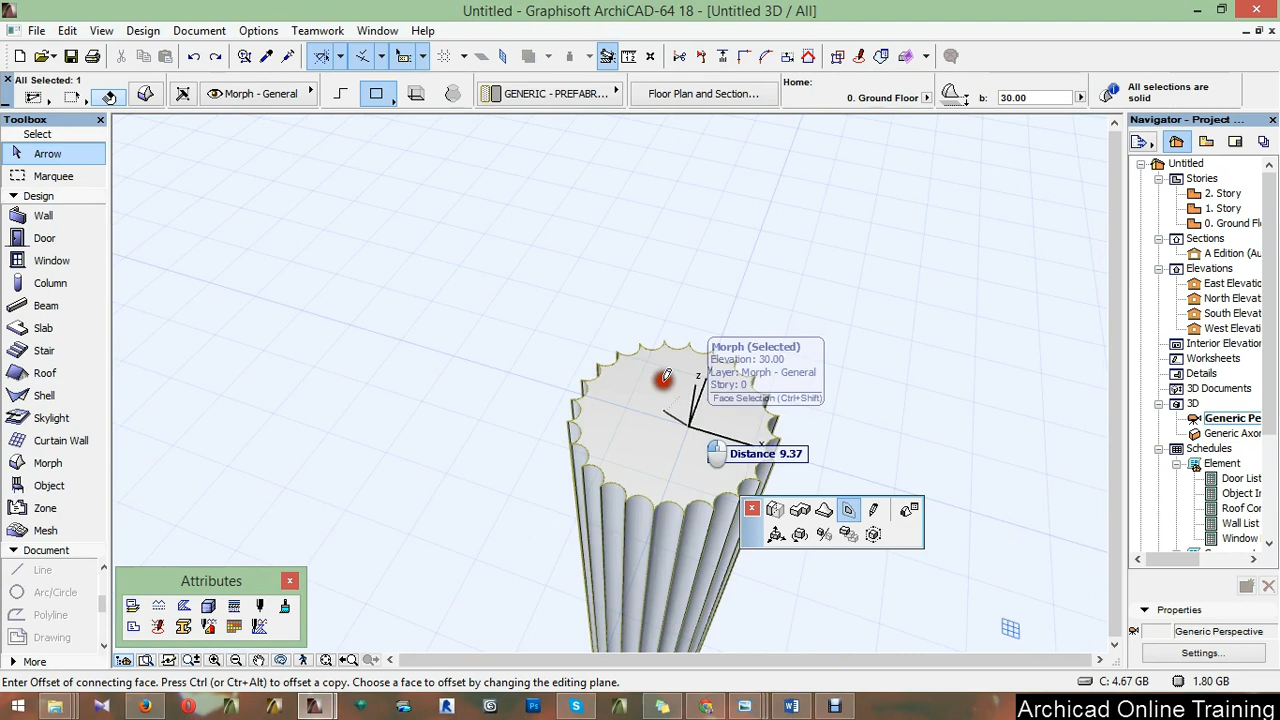 Untitled - Graphisoft ArchiCAD-64 18 - [Untitled 3D / All]
File Edit View Design Document Options Teamwork Window Help
All Selected: 1
Morph - General
GENERIC - PREFABR...
Floor Plan and Section...
Home:
0. Ground Floor
b: 30.00
All selections are
solid
Toolbox
Select
Arrow
Marquee
Design
Wall
Door
Window
Column
Beam
Slab
Stair
Roof
Shell
Skylight
Curtain Wall
Morph
Object
Zone
Mesh
Document
Line
Arc/Circle
Polyline
Drawing
More
Attributes
Morph (Selected)
Elevation: 30.00
Layer: Morph - General
Story: 0
Face Selection (Ctrl+Shift)
z
x
Distance 9.37
Navigator - Project ...
Untitled
Stories
2. Story
1. Story
0. Ground Fl
Sections
A Edition (Au
Elevations
East Elevatio
North Elevat
South Elevat
West Elevati
Interior Elevatio
Worksheets
Details
3D Documents
3D
Generic Pe
Generic Axon
Schedules
Element
Door List
Object In
Roof Cor
Wall List
Window
Properties
Generic Perspective
Settings...
Enter Offset of connecting face. Press Ctrl (or Ctr+Alt) to offset a copy. Choose a face to offset by changing the editing plane.
C: 4.67 GB
1.80 GB
Archicad Online Training